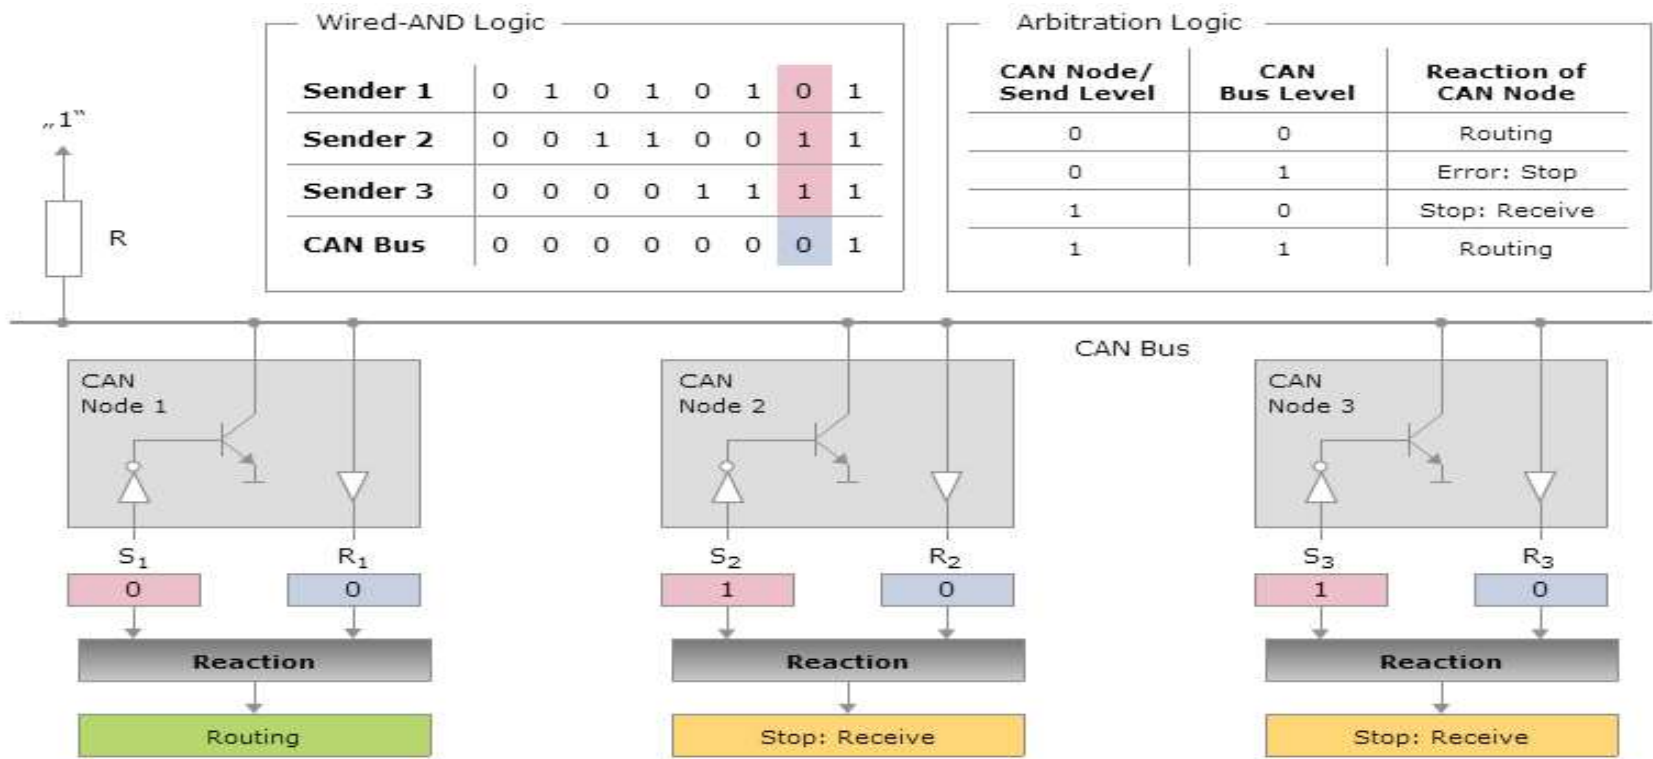 Wired-AND Logic
Sender 1 0 1 0 1 0 1 0 1
Sender 2 0 0 1 1 0 0 1 1
Sender 3 0 0 0 0 1 1 1 1
CAN Bus 0 0 0 0 0 0 0 1
Arbitration Logic
CAN Node/ CAN Reaction of
Send Level Bus Level CAN Node
0 0 Routing
0 1 Error: Stop
1 0 Stop: Receive
1 1 Routing
„1“
R
CAN Bus
CAN
Node 1
CAN
Node 2
CAN
Node 3
S₁ R₁ S₂ R₂ S₃ R₃
0 0 1 0 1 0
Reaction Reaction Reaction
Routing Stop: Receive Stop: Receive